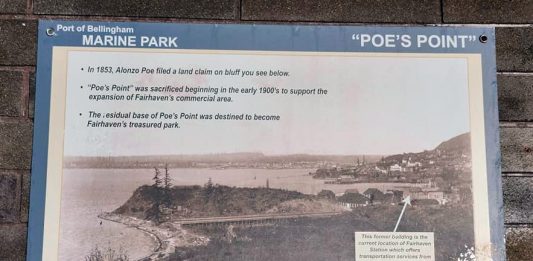 Port of Bellingham
MARINE PARK
"POE'S POINT"
• In 1853, Alonzo Poe filed a land claim on bluff you see below.
• "Poe's Point" was sacrificed beginning in the early 1900's to support the
expansion of Fairhaven's commercial area.
• The esidual base of Poe's Point was destined to become
Fairhaven's treasured park.
This former building is the
current location of Fairhaven
Station which offers
transportation services from